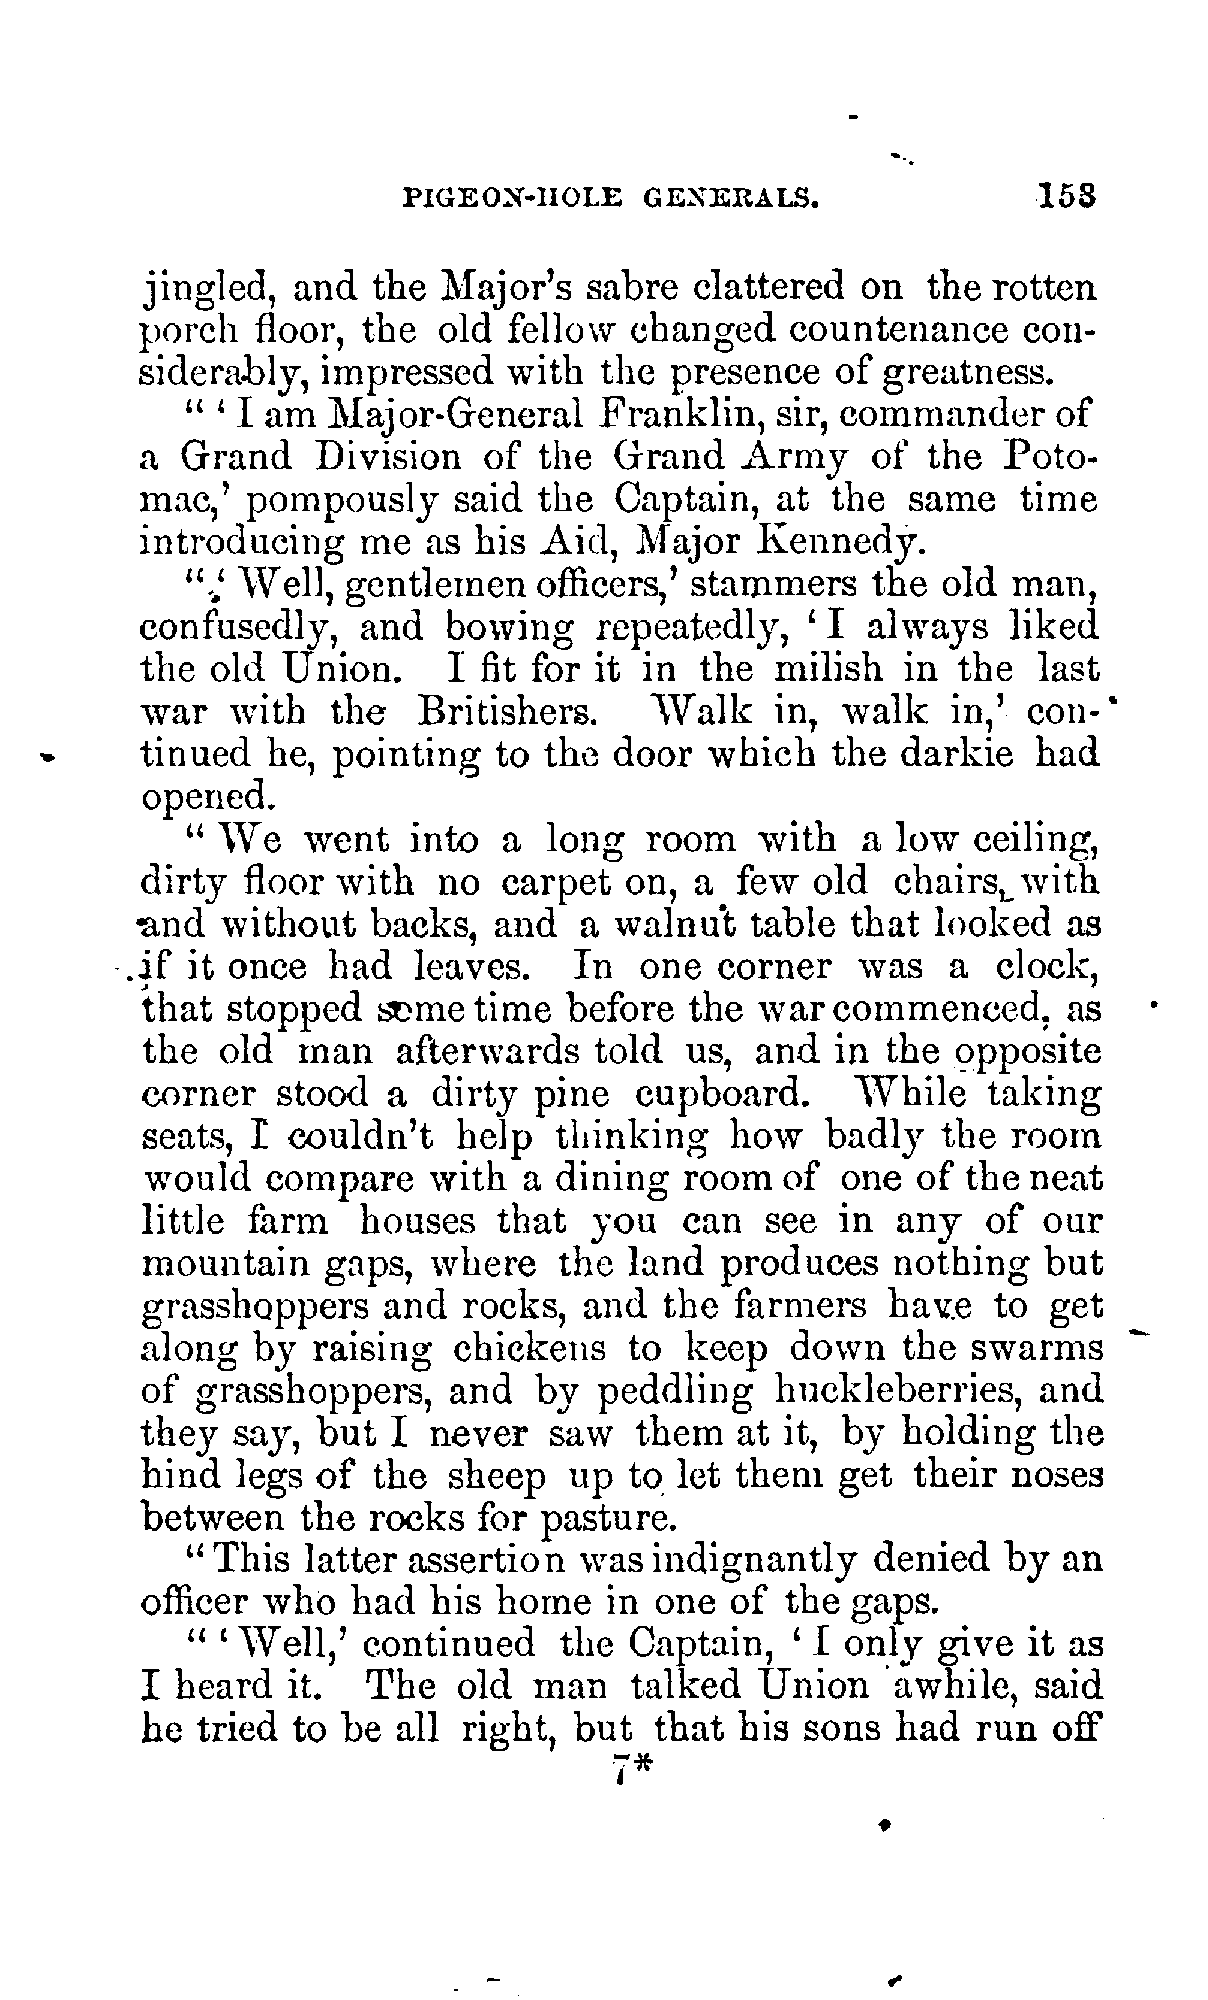 PIGEON-HOLE GENERALS. 153
jingled, and the Major's sabre clattered on the rotten
porch floor, the old fellow changed countenance con-
siderably, impressed with the presence of greatness.
" ' I am Major-General Franklin, sir, commander of
a Grand Division of the Grand Army of the Poto-
mac,' pompously said the Captain, at the same time
introducing me as his Aid, Major Kennedy.
" ' Well, gentlemen officers,' stammers the old man,
confusedly, and bowing repeatedly, ' I always liked
the old Union. I fit for it in the milish in the last
war with the Britishers. Walk in, walk in,' con-
tinued he, pointing to the door which the darkie had
opened.
" We went into a long room with a low ceiling,
dirty floor with no carpet on, a few old chairs, with
and without backs, and a walnut table that looked as
if it once had leaves. In one corner was a clock,
that stopped some time before the war commenced, as
the old man afterwards told us, and in the opposite
corner stood a dirty pine cupboard. While taking
seats, I couldn't help thinking how badly the room
would compare with a dining room of one of the neat
little farm houses that you can see in any of our
mountain gaps, where the land produces nothing but
grasshoppers and rocks, and the farmers have to get
along by raising chickens to keep down the swarms
of grasshoppers, and by peddling huckleberries, and
they say, but I never saw them at it, by holding the
hind legs of the sheep up to let them get their noses
between the rocks for pasture.
" This latter assertion was indignantly denied by an
officer who had his home in one of the gaps.
" ' Well,' continued the Captain, ' I only give it as
I heard it. The old man talked Union awhile, said
he tried to be all right, but that his sons had run off
7*